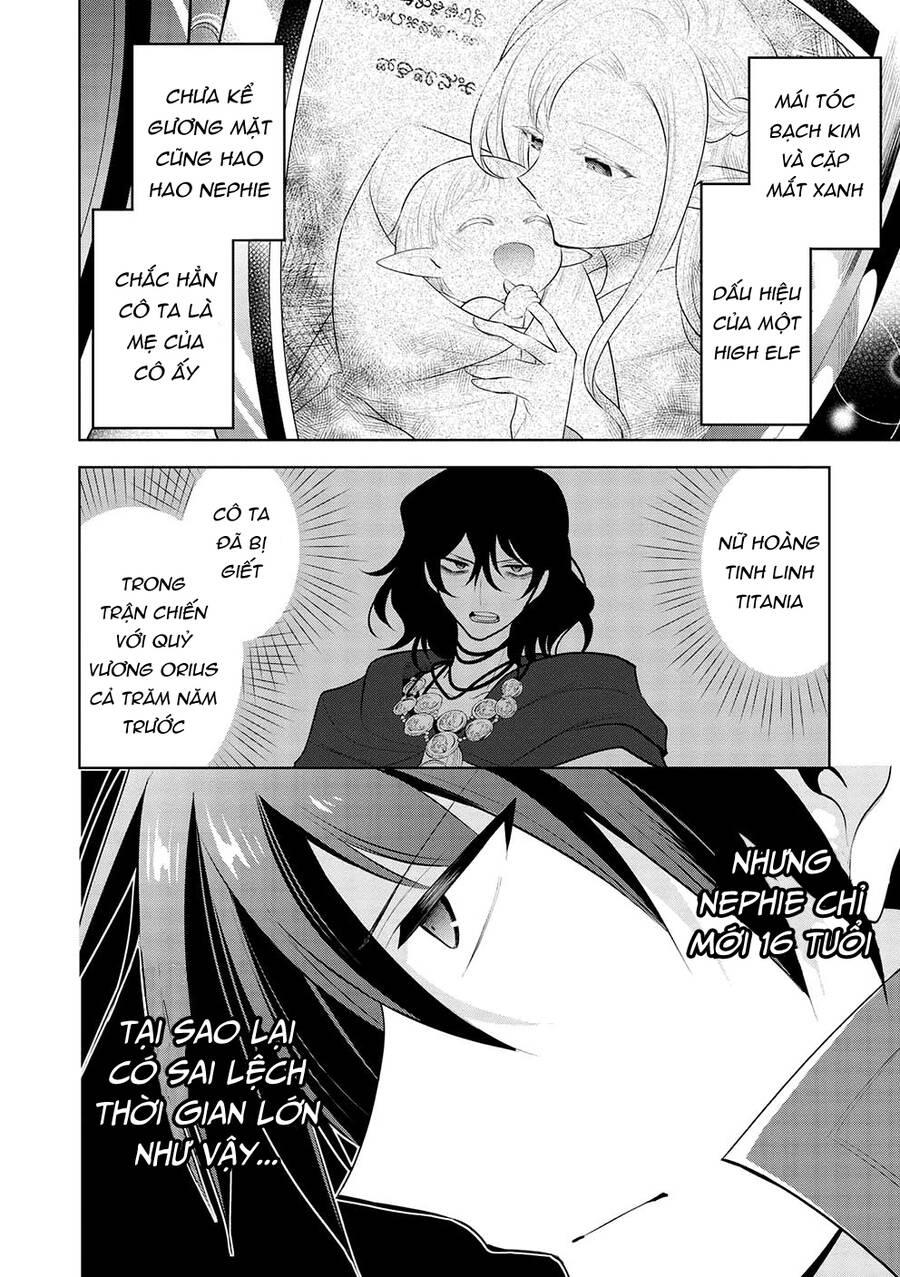 MÁI TÓC
BẠCH KIM
VÀ CẶP
MẮT XANH
DẤU HIỆU
CỦA MỘT
HIGH ELF
CHƯA KỂ
GƯƠNG MẶT
CŨNG HAO
HAO NEPHIE
CHẮC HẲN
CÔ TA LÀ
MẸ CỦA
CÔ ẤY
NỮ HOÀNG
TINH LINH
TITANIA
CÔ TA
ĐÃ BỊ
GIẾT
TRONG
TRẬN CHIẾN
VỚI QUỶ
VƯƠNG ORIUS
CẢ TRĂM NĂM
TRƯỚC
NHƯNG
NEPHIE CHỈ
MỚI 16 TUỔI
TẠI SAO LẠI
CÓ SAI LỆCH
THỜI GIAN LỚN
NHƯ VẬY...